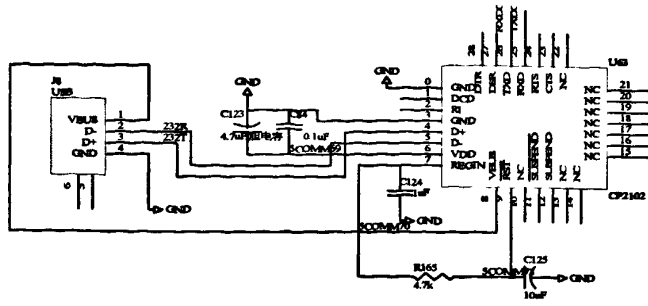 RXDX
TXDX
28
27
26
25
24
23
22
GND
U63
J8
USB
DTR
DSR
TXD
RXD
RTS
CTS
NC
VBUS 1
D- 2 232R
D+ 3 232T
GND 4
6
5
GND
GND
C123
4.7uF
电容
C84
0.1uF
0 GND
1 DCD
2 RI
3 GND
4 D+
5 D-
6 VDD
7 REGIN
NC 21
NC 20
NC 19
NC 18
NC 17
NC 16
NC 15
CP2102
VBUS
RST
NC
SUSPEND
SUSPEND
NC
NC
8
9
10
11
12
13
14
C124
1uF
GND
R165
4.7k
C125
10uF
GND